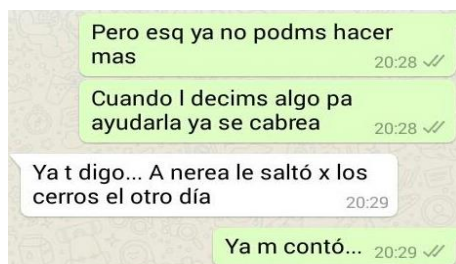 Pero esq ya no podms hacer
mas
20:28
Cuando l decims algo pa
ayudarla ya se cabrea
20:28
Ya t digo... A nerea le saltó x los
cerros el otro día
20:29
Ya m contó...
20:29